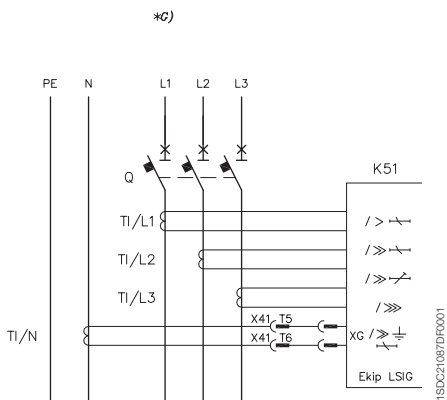 *G)
PE N L1 L2 L3
Q
K51
TI/L1
I>
TI/L2
I≫
I≫
TI/L3
I⋙
X41 T5
TI/N
XG I≫
X41 T6
Ekip LSIG
1SDC21087DF0001